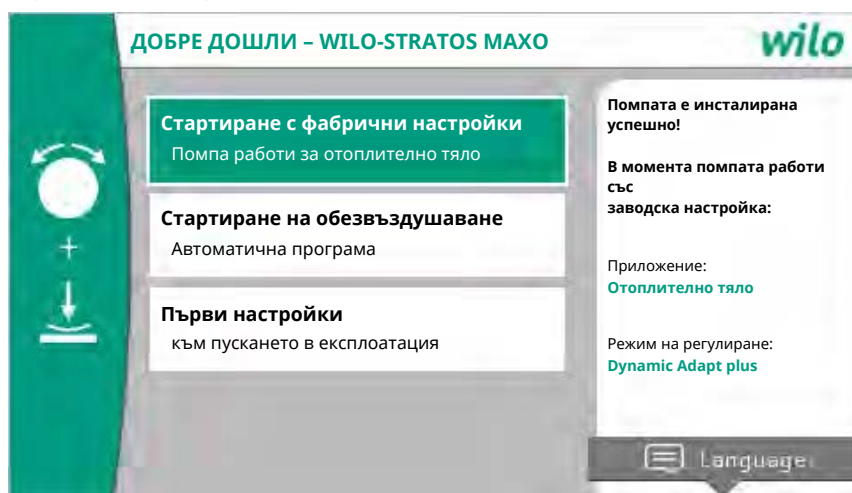 ДОБРЕ ДОШЛИ – WILO-STRATOS MAXO
wilo
Стартиране с фабрични настройки
Помпа работи за отоплително тяло
Стартиране на обезвъздушаване
Автоматична програма
Първи настройки
към пускането в експлоатация
+
Помпата е инсталирана
успешно!
В момента помпата работи
със
заводска настройка:
Приложение:
Отоплително тяло
Режим на регулиране:
Dynamic Adapt plus
Language